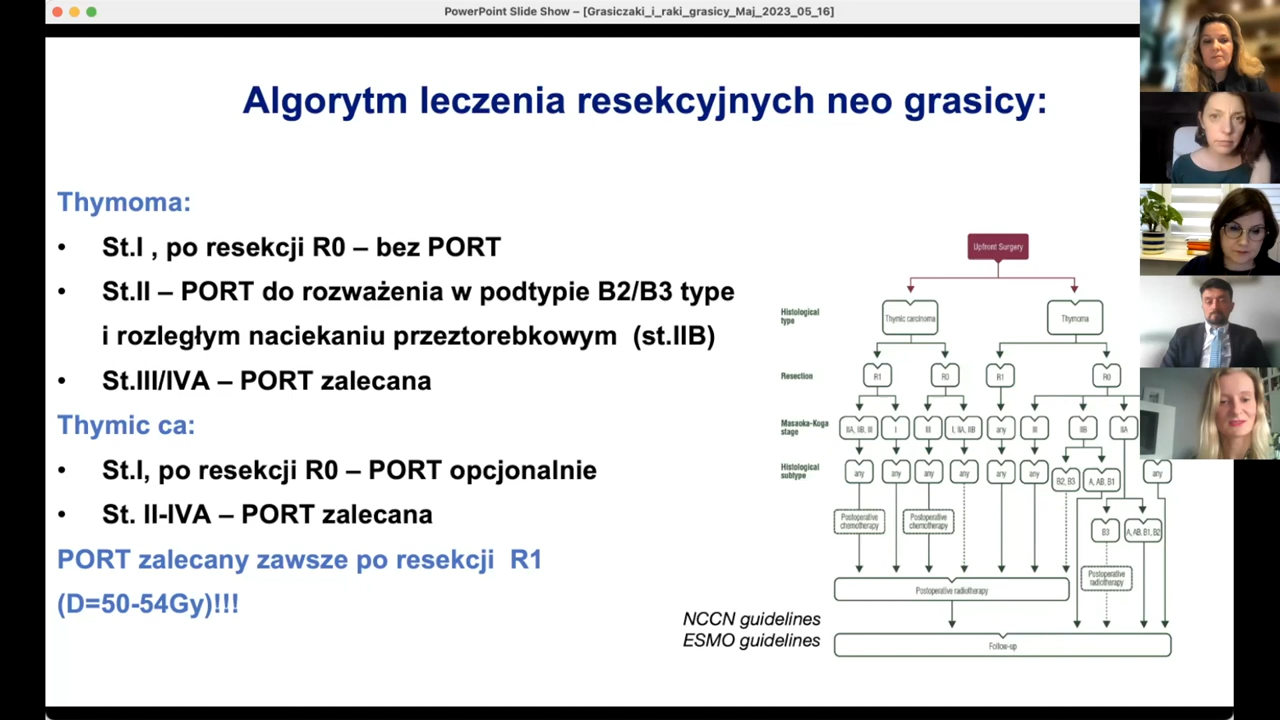 PowerPoint Slide Show – [Grasiczaki_i_raki_grasicy_Maj_2023_05_16]
Algorytm leczenia resekcyjnych neo grasicy:
Thymoma:
• St.I , po resekcji R0 – bez PORT
• St.II – PORT do rozważenia w podtypie B2/B3 type
i rozległym naciekaniu przeztorebkowym (st.IIB)
• St.III/IVA – PORT zalecana
Thymic ca:
• St.I, po resekcji R0 – PORT opcjonalnie
• St. II-IVA – PORT zalecana
PORT zalecany zawsze po resekcji R1
(D=50-54Gy)!!!
NCCN guidelines
ESMO guidelines
Upfront Surgery
Histological
type
Thymic carcinoma
Thymoma
Resection
R1
R0
R1
R0
Masaoka-Koga
stage
IIA, IIB, III
I
III
I, IIA, IIB
any
III
IIB
IIA
Histological
subtype
any
any
any
any
any
any
B2, B3
A, AB, B1
any
Postoperative
chemotherapy
Postoperative
chemotherapy
B3
A, AB, B1, B2
Postoperative
radiotherapy
Postoperative radiotherapy
Follow-up